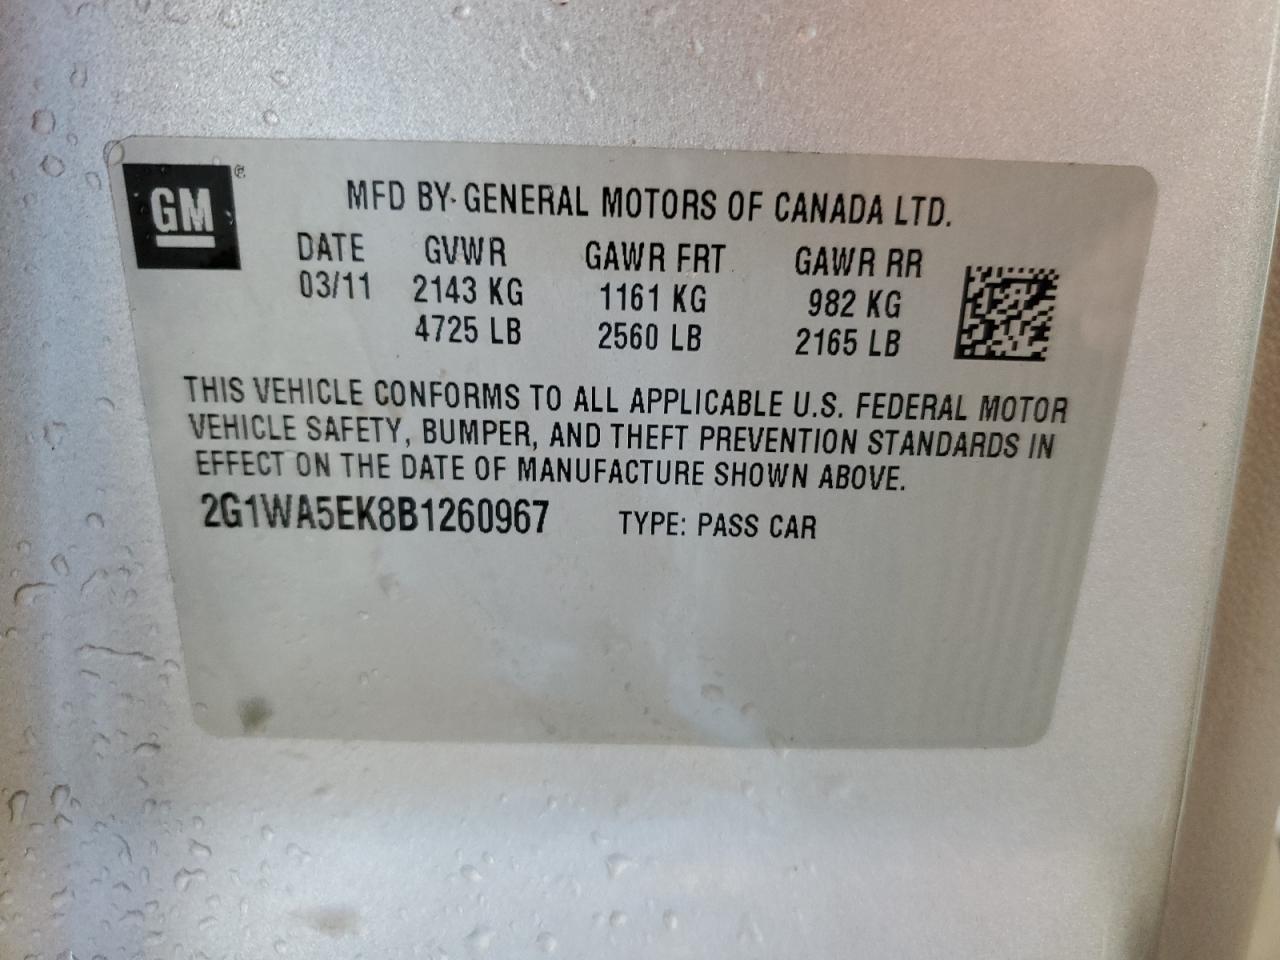 GM®
MFD BY GENERAL MOTORS OF CANADA LTD.
DATE GVWR GAWR FRT GAWR RR
03/11 2143 KG 1161 KG 982 KG
4725 LB 2560 LB 2165 LB
THIS VEHICLE CONFORMS TO ALL APPLICABLE U.S. FEDERAL MOTOR
VEHICLE SAFETY, BUMPER, AND THEFT PREVENTION STANDARDS IN
EFFECT ON THE DATE OF MANUFACTURE SHOWN ABOVE.
2G1WA5EK8B1260967 TYPE: PASS CAR